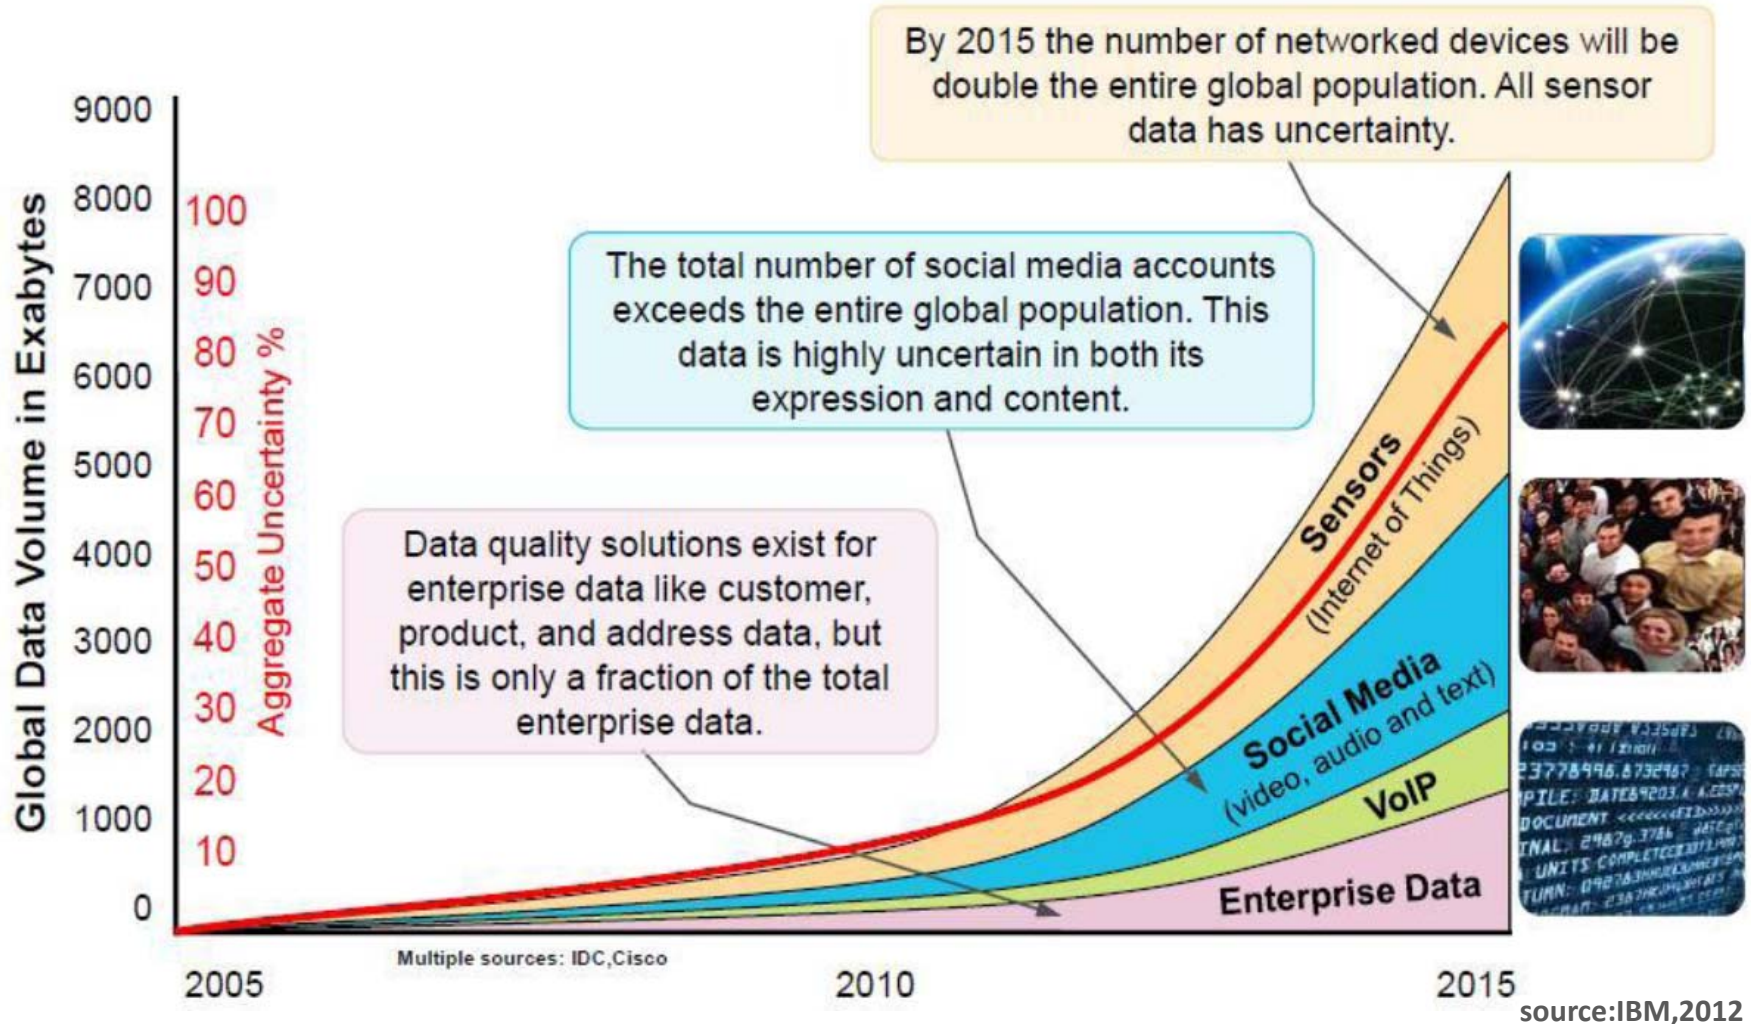 By 2015 the number of networked devices will be
double the entire global population. All sensor
data has uncertainty.
The total number of social media accounts
exceeds the entire global population. This
data is highly uncertain in both its
expression and content.
Data quality solutions exist for
enterprise data like customer,
product, and address data, but
this is only a fraction of the total
enterprise data.
Global Data Volume in Exabytes
9000
8000
7000
6000
5000
4000
3000
2000
1000
0
Aggregate Uncertainty %
100
90
80
70
60
50
40
30
20
10
Sensors
(Internet of Things)
Social Media
(video, audio and text)
VoIP
Enterprise Data
Multiple sources: IDC,Cisco
2005
2010
2015
DOCUMENT
source:IBM,2012